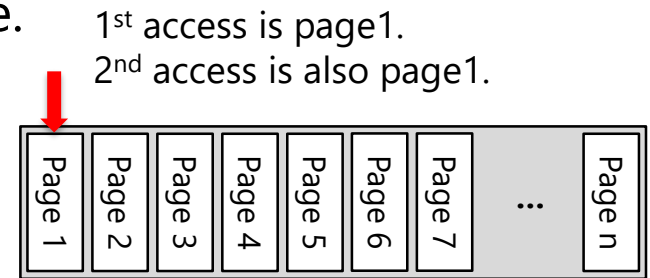 e.
1st access is page1.
2nd access is also page1.
Page 1
Page 2
Page 3
Page 4
Page 5
Page 6
Page 7
...
Page n